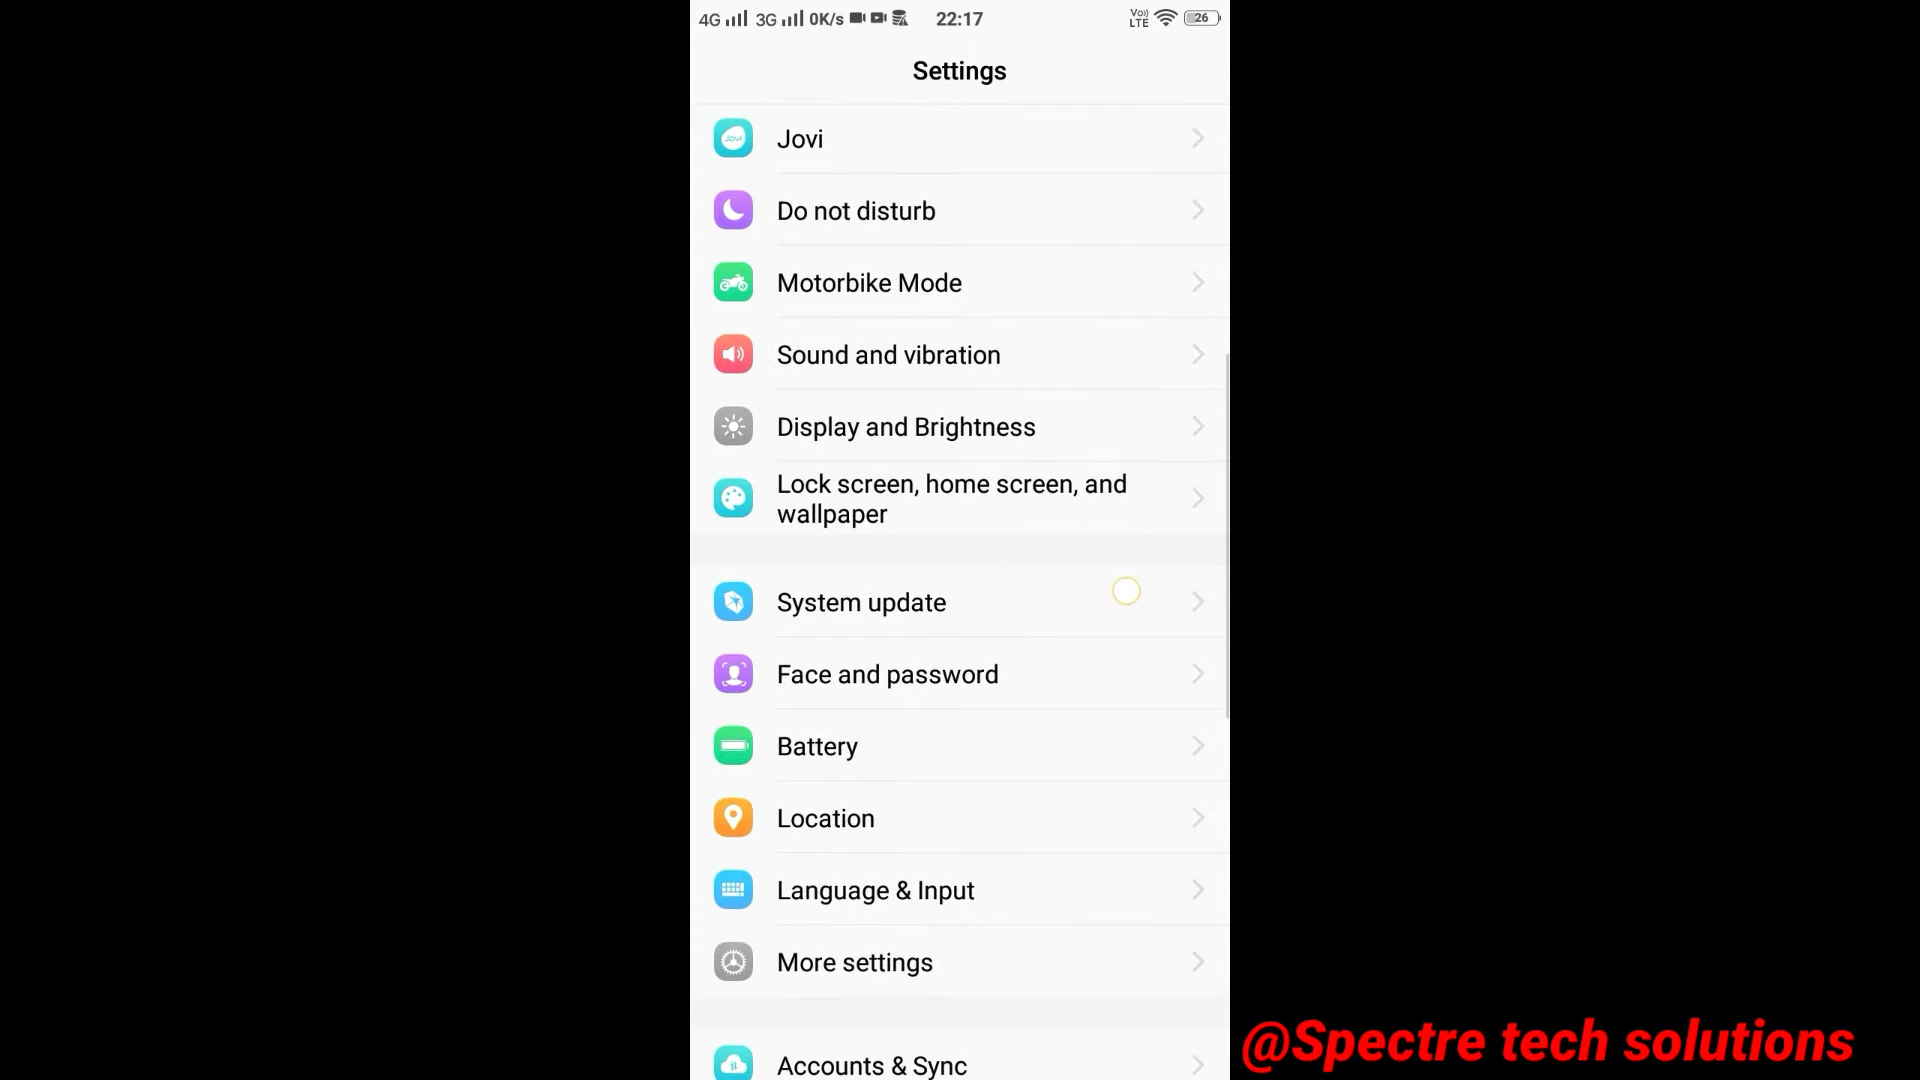 4G 3G 0K/s 22:17 Vo)) LTE 26
Settings
Jovi
Do not disturb
Motorbike Mode
Sound and vibration
Display and Brightness
Lock screen, home screen, and
wallpaper
System update
Face and password
Battery
Location
Language & Input
More settings
Accounts & Sync
@Spectre tech solutions